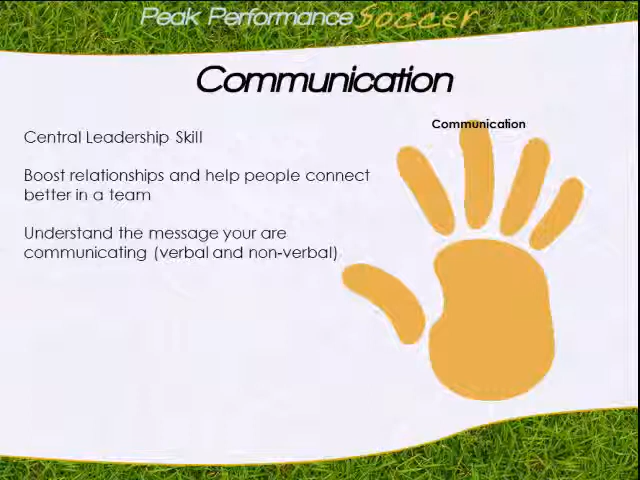 Peak Performance Soccer
Communication
Communication
Central Leadership Skill
Boost relationships and help people connect
better in a team
Understand the message your are
communicating (verbal and non-verbal)